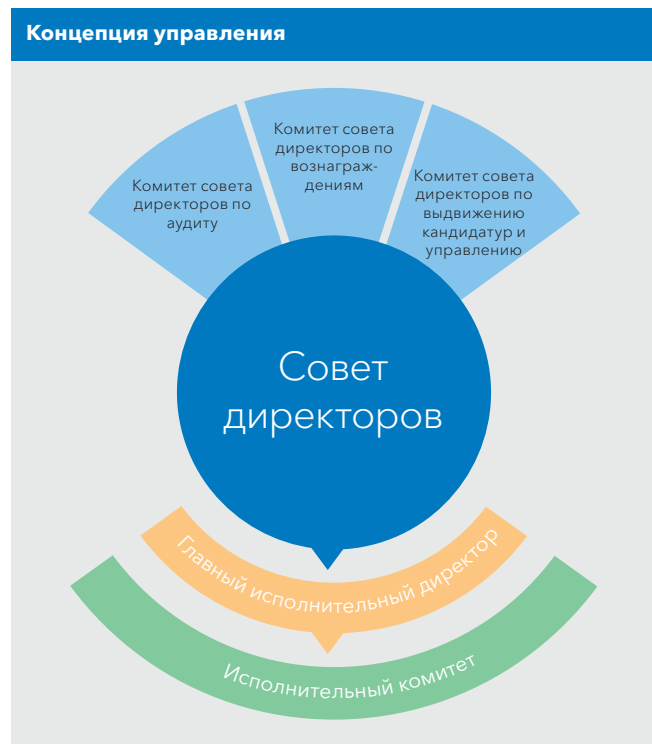 Концепция управления
Комитет совета
директоров по
аудиту
Комитет совета
директоров по
вознаграж-
дениям
Комитет совета
директоров по
выдвижению
кандидатур и
управлению
Совет
директоров
Главный исполнительный директор
Исполнительный комитет